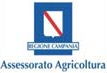 REGIONE CAMPANIA
Assessorato Agricoltura